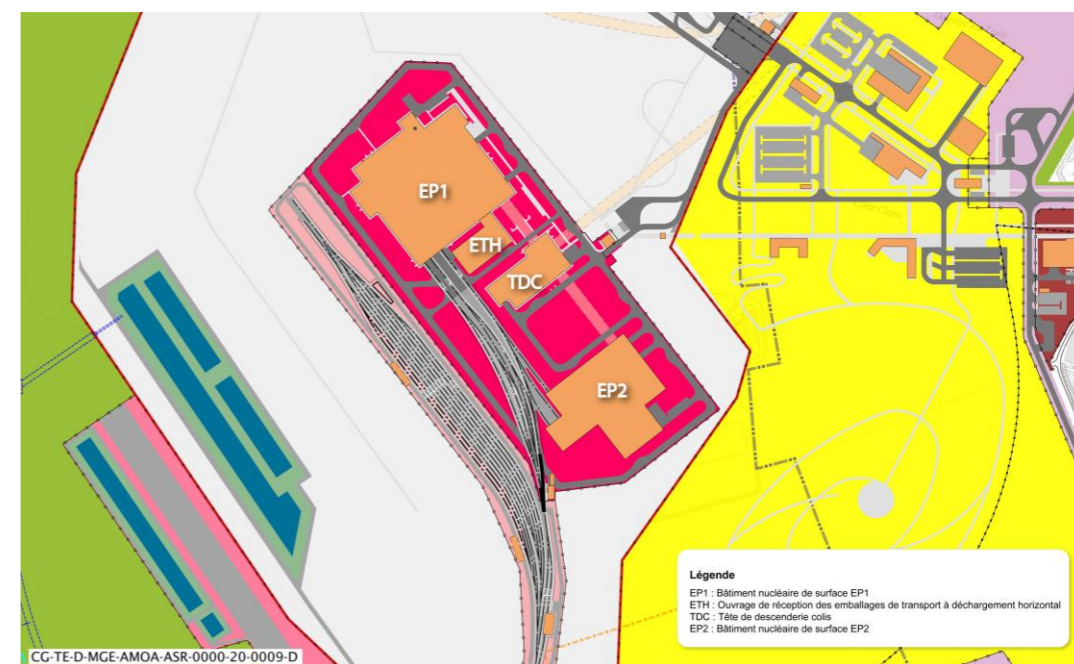 EP1
ETH
TDC
EP2
Légende
EP1 : Bâtiment nucléaire de surface EP1
ETH : Ouvrage de réception des emballages de transport à déchargement horizontal
TDC : Tête de descenderie colis
EP2 : Bâtiment nucléaire de surface EP2
CG-TE-D-MGE-AMOA-ASR-0000-20-0009-D